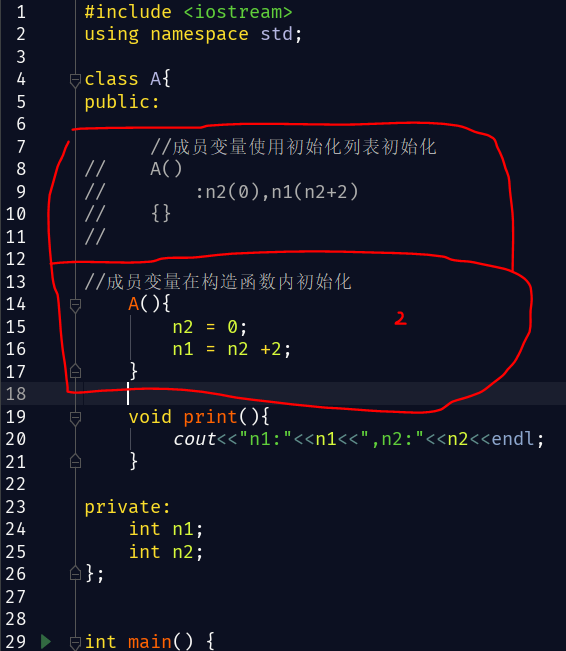 1 #include <iostream>
2 using namespace std;
3
4 class A{
5 public:
6
7 //成员变量使用初始化列表初始化
8 // A()
9 // :n2(0),n1(n2+2)
10 // {}
11 //
12
13 //成员变量在构造函数内初始化
14 A(){
15 n2 = 0;
16 n1 = n2 +2;
17 }
18
19 void print(){
20 cout<<"n1:"<<n1<<",n2:"<<n2<<endl;
21 }
22
23 private:
24 int n1;
25 int n2;
26 };
27
28
29 int main() {
2